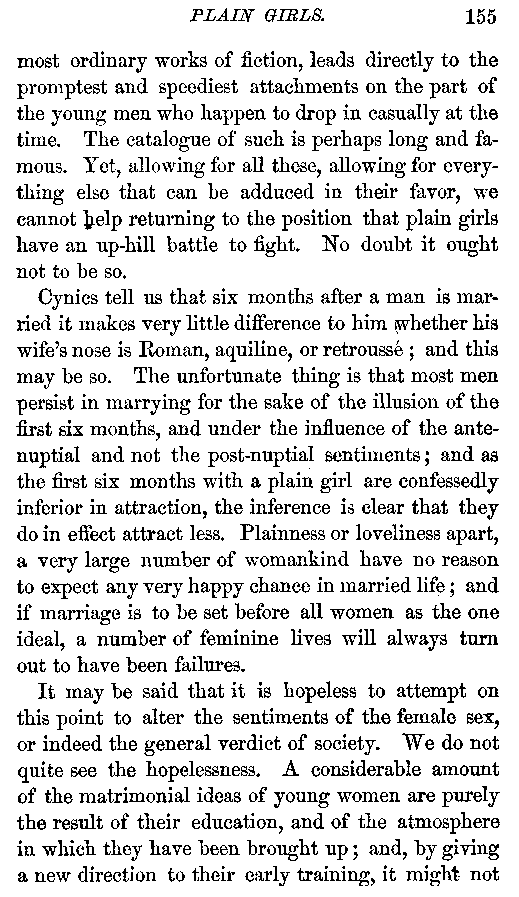 PLAIN GIRLS. 155
most ordinary works of fiction, leads directly to the
promptest and speediest attachments on the part of
the young men who happen to drop in casually at the
time. The catalogue of such is perhaps long and fa-
mous. Yet, allowing for all these, allowing for every-
thing else that can be adduced in their favor, we
cannot help returning to the position that plain girls
have an up-hill battle to fight. No doubt it ought
not to be so.
Cynics tell us that six months after a man is mar-
ried it makes very little difference to him whether his
wife's nose is Roman, aquiline, or retroussé ; and this
may be so. The unfortunate thing is that most men
persist in marrying for the sake of the illusion of the
first six months, and under the influence of the ante-
nuptial and not the post-nuptial sentiments ; and as
the first six months with a plain girl are confessedly
inferior in attraction, the inference is clear that they
do in effect attract less. Plainness or loveliness apart,
a very large number of womankind have no reason
to expect any very happy chance in married life ; and
if marriage is to be set before all women as the one
ideal, a number of feminine lives will always turn
out to have been failures.
It may be said that it is hopeless to attempt on
this point to alter the sentiments of the female sex,
or indeed the general verdict of society. We do not
quite see the hopelessness. A considerable amount
of the matrimonial ideas of young women are purely
the result of their education, and of the atmosphere
in which they have been brought up ; and, by giving
a new direction to their early training, it might not